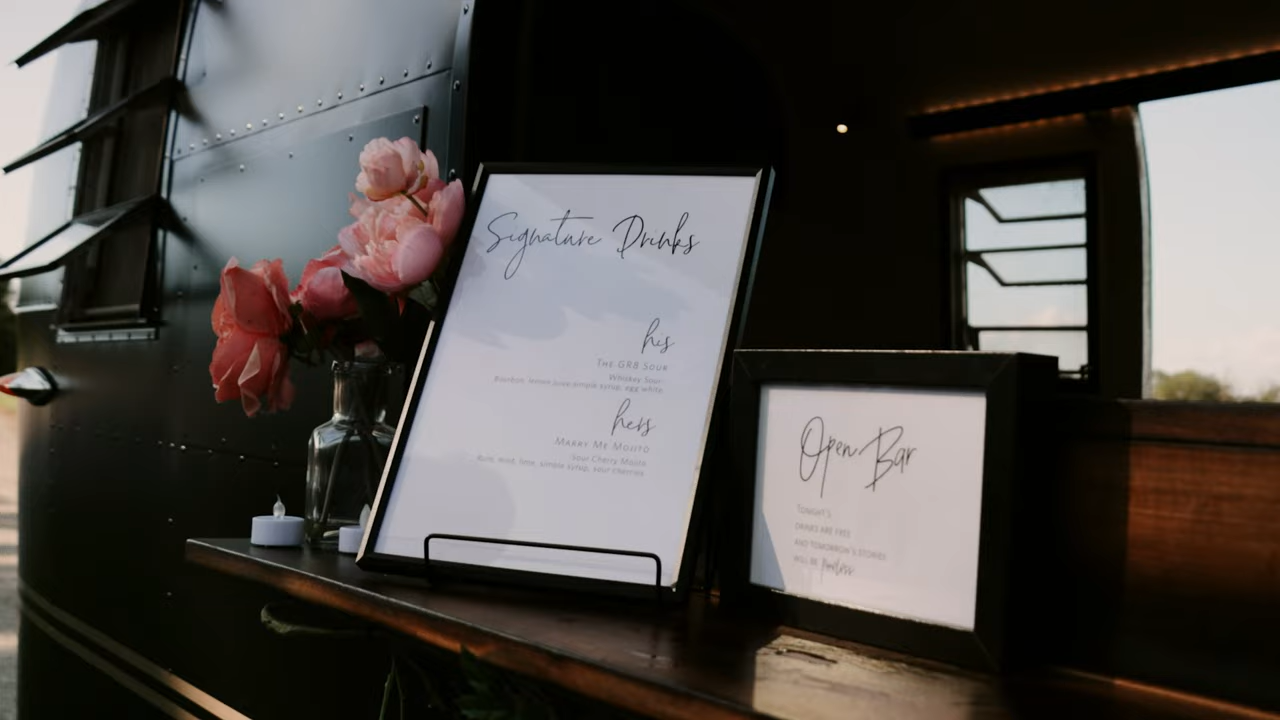 Signature Drinks
his
The GR8 Sour
Whiskey Sour
Bourbon, lemon juice, simple syrup, egg white
hers
Marry Me Mojito
Sour Cherry Mojito
Rum, mint, lime, simple syrup, sour cherries
Open Bar
Tonight's
drinks are free
and tomorrow's stories
will be